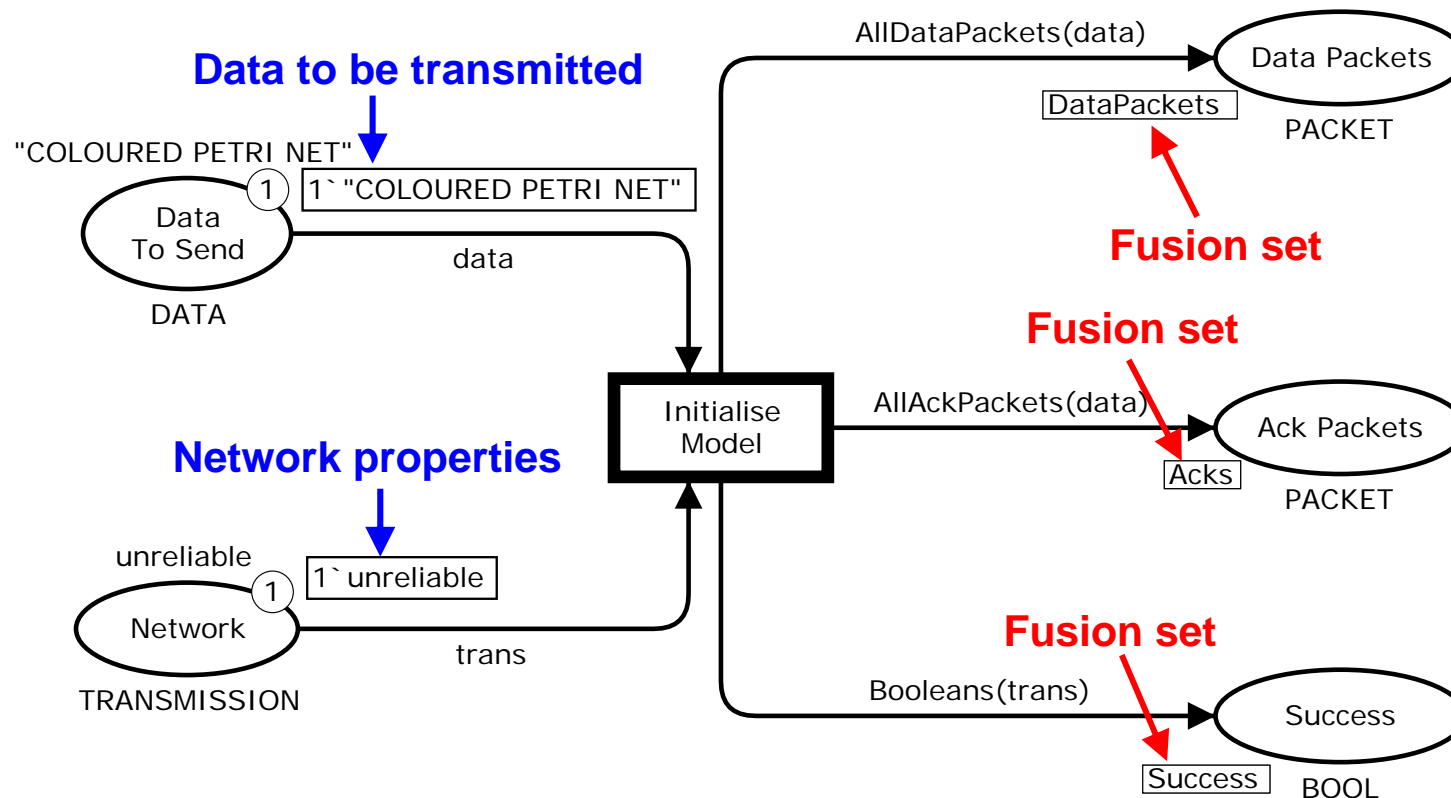 AllDataPackets(data)
Data Packets
Data to be transmitted
DataPackets
PACKET
"COLOURED PETRI NET"
1
1`"COLOURED PETRI NET"
Data
To Send
data
Fusion set
DATA
Fusion set
Initialise
Model
AllAckPackets(data)
Ack Packets
Network properties
Acks
PACKET
unreliable
1
1`unreliable
Network
trans
Fusion set
TRANSMISSION
Booleans(trans)
Success
Success
BOOL